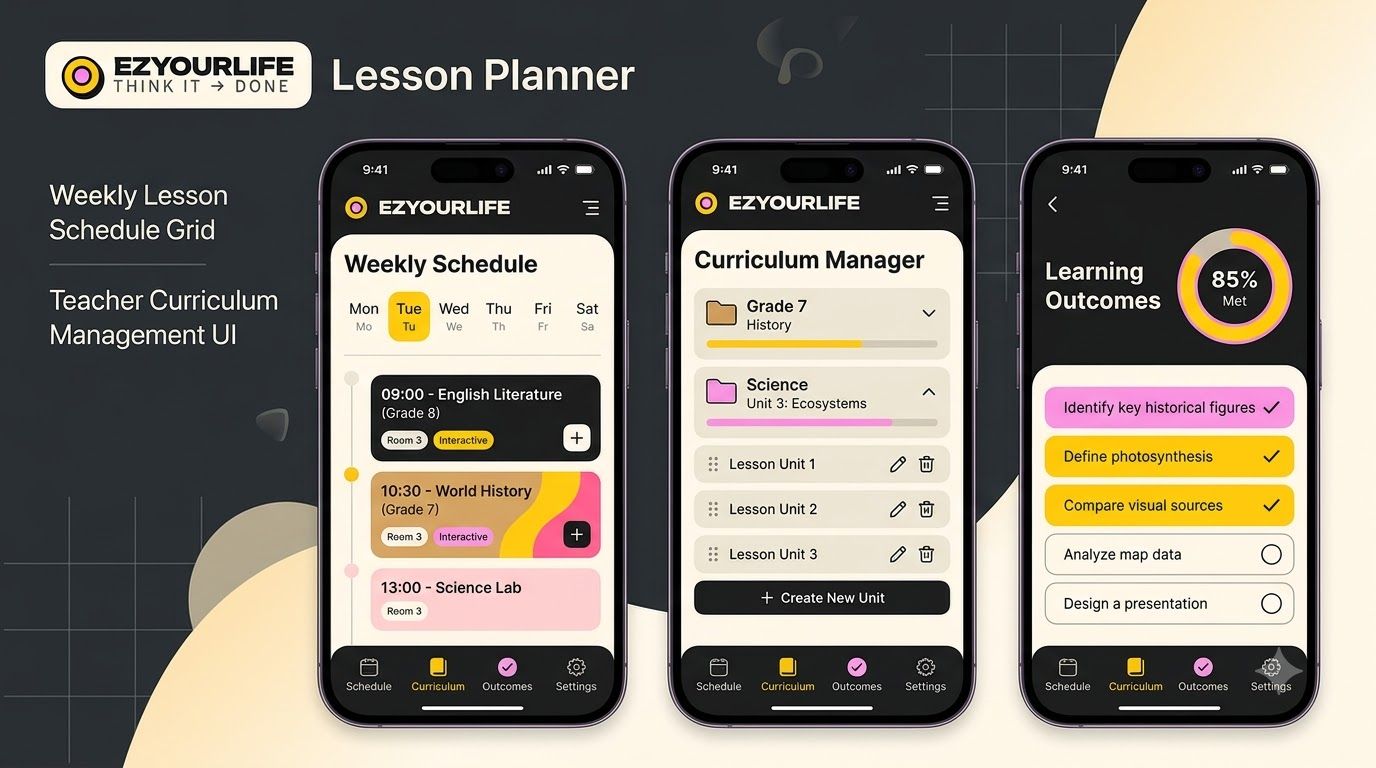 EZYOURLIFE
THINK IT → DONE
Lesson Planner
Weekly Lesson
Schedule Grid
Teacher Curriculum
Management UI
9:41
EZYOURLIFE
Weekly Schedule
Mon Tue Wed Thu Fri Sat
Mo Tu We Th Fr Sa
09:00 - English Literature
(Grade 8)
Room 3 Interactive
+
10:30 - World History
(Grade 7)
Room 3 Interactive
+
13:00 - Science Lab
Room 3
Schedule Curriculum Outcomes Settings
9:41
EZYOURLIFE
Curriculum Manager
Grade 7
History
Science
Unit 3: Ecosystems
Lesson Unit 1
Lesson Unit 2
Lesson Unit 3
+ Create New Unit
Schedule Curriculum Outcomes Settings
9:41
Learning
Outcomes
85%
Met
Identify key historical figures
Define photosynthesis
Compare visual sources
Analyze map data
Design a presentation
Schedule Curriculum Outcomes Settings